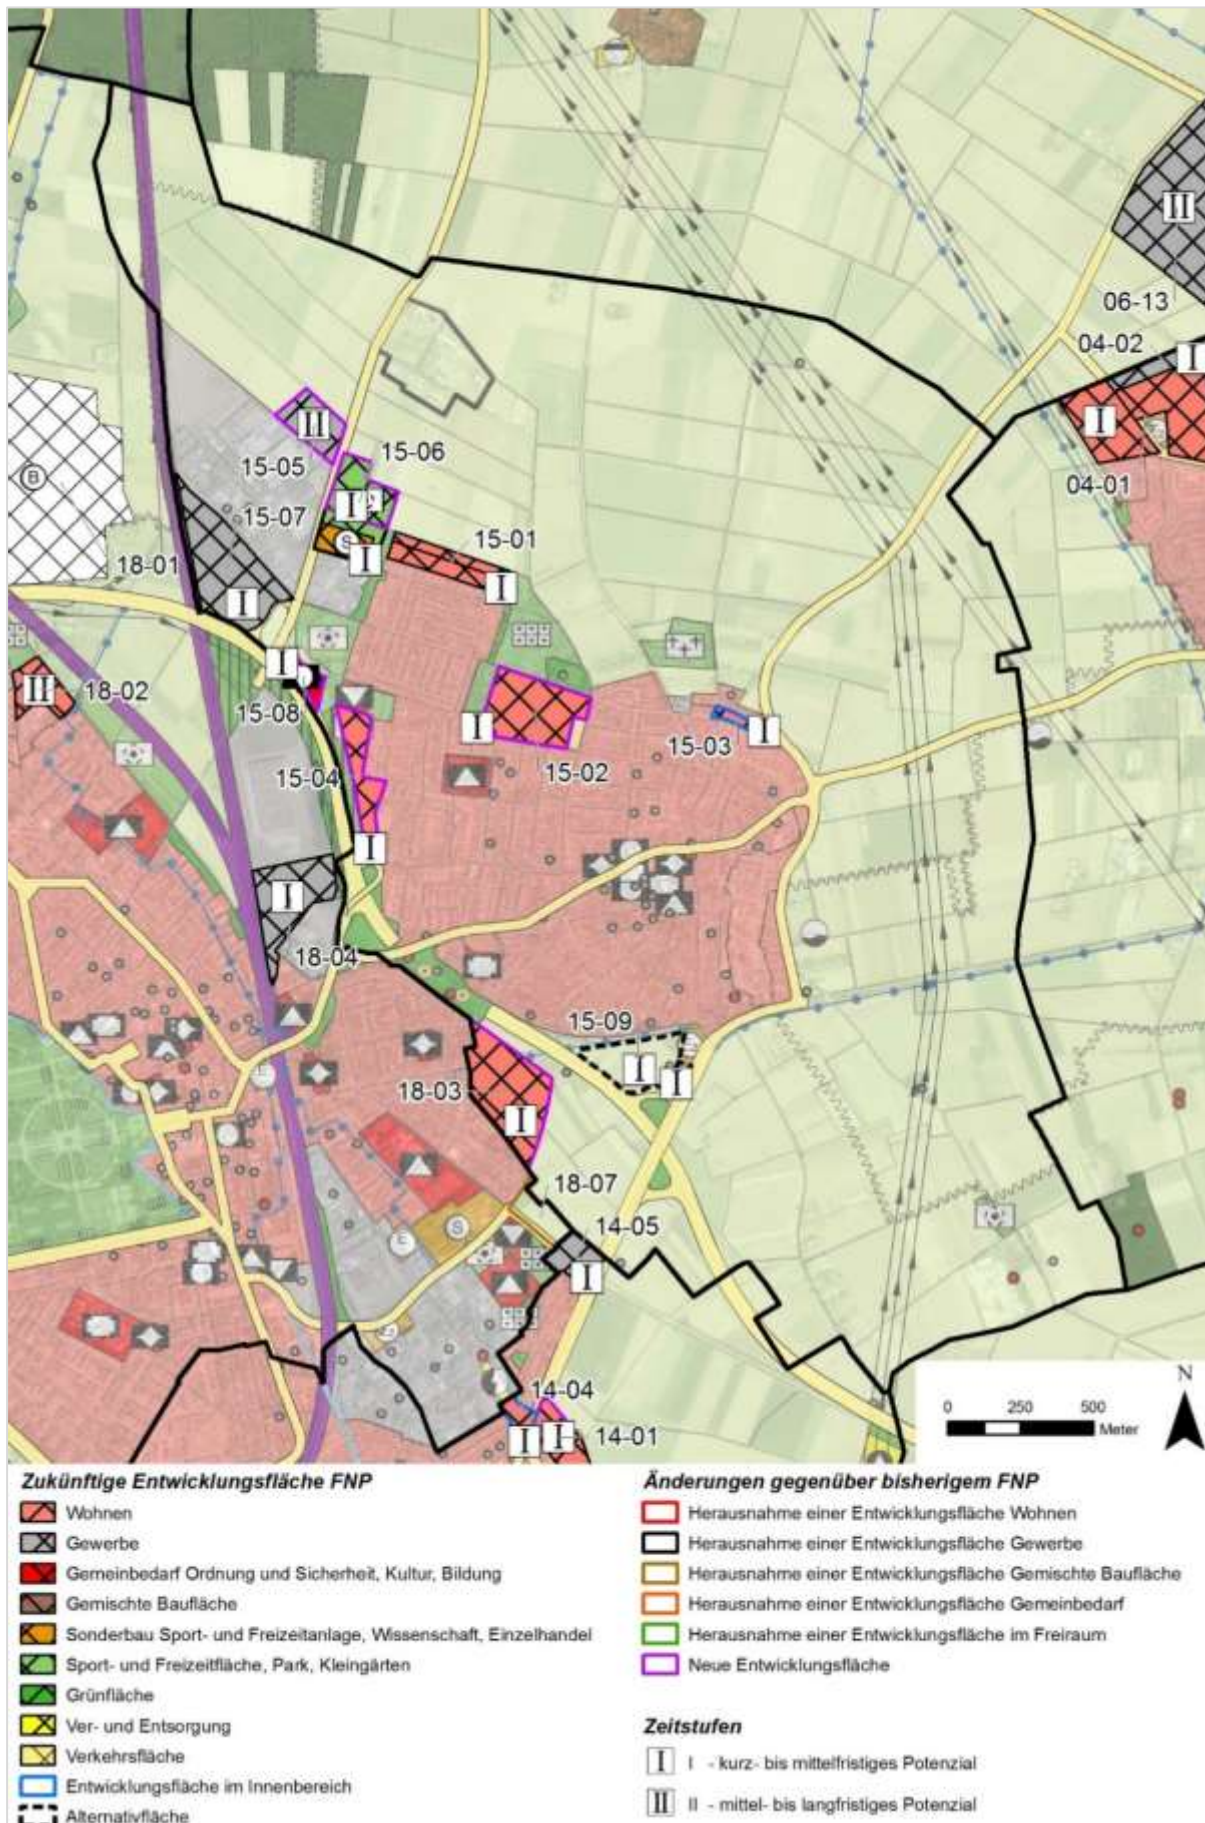 II
06-13
04-02
I
I
04-01
II
15-05
15-06
I
15-07
S
I
15-01
I
B
18-01
I
I
II
18-02
15-08
I
15-02
15-03
I
15-04
I
I
18-04
15-09
I
I
18-03
I
18-07
S
E
14-05
I
14-04
I
I
14-01
N
0 250 500
Meter
Zukünftige Entwicklungsfläche FNP
Wohnen
Gewerbe
Gemeinbedarf Ordnung und Sicherheit, Kultur, Bildung
Gemischte Baufläche
Sonderbau Sport- und Freizeitanlage, Wissenschaft, Einzelhandel
Sport- und Freizeitfläche, Park, Kleingärten
Grünfläche
Ver- und Entsorgung
Verkehrsfläche
Entwicklungsfläche im Innenbereich
Alternativfläche
Änderungen gegenüber bisherigem FNP
Herausnahme einer Entwicklungsfläche Wohnen
Herausnahme einer Entwicklungsfläche Gewerbe
Herausnahme einer Entwicklungsfläche Gemischte Baufläche
Herausnahme einer Entwicklungsfläche Gemeinbedarf
Herausnahme einer Entwicklungsfläche im Freiraum
Neue Entwicklungsfläche
Zeitstufen
I I - kurz- bis mittelfristiges Potenzial
II II - mittel- bis langfristiges Potenzial